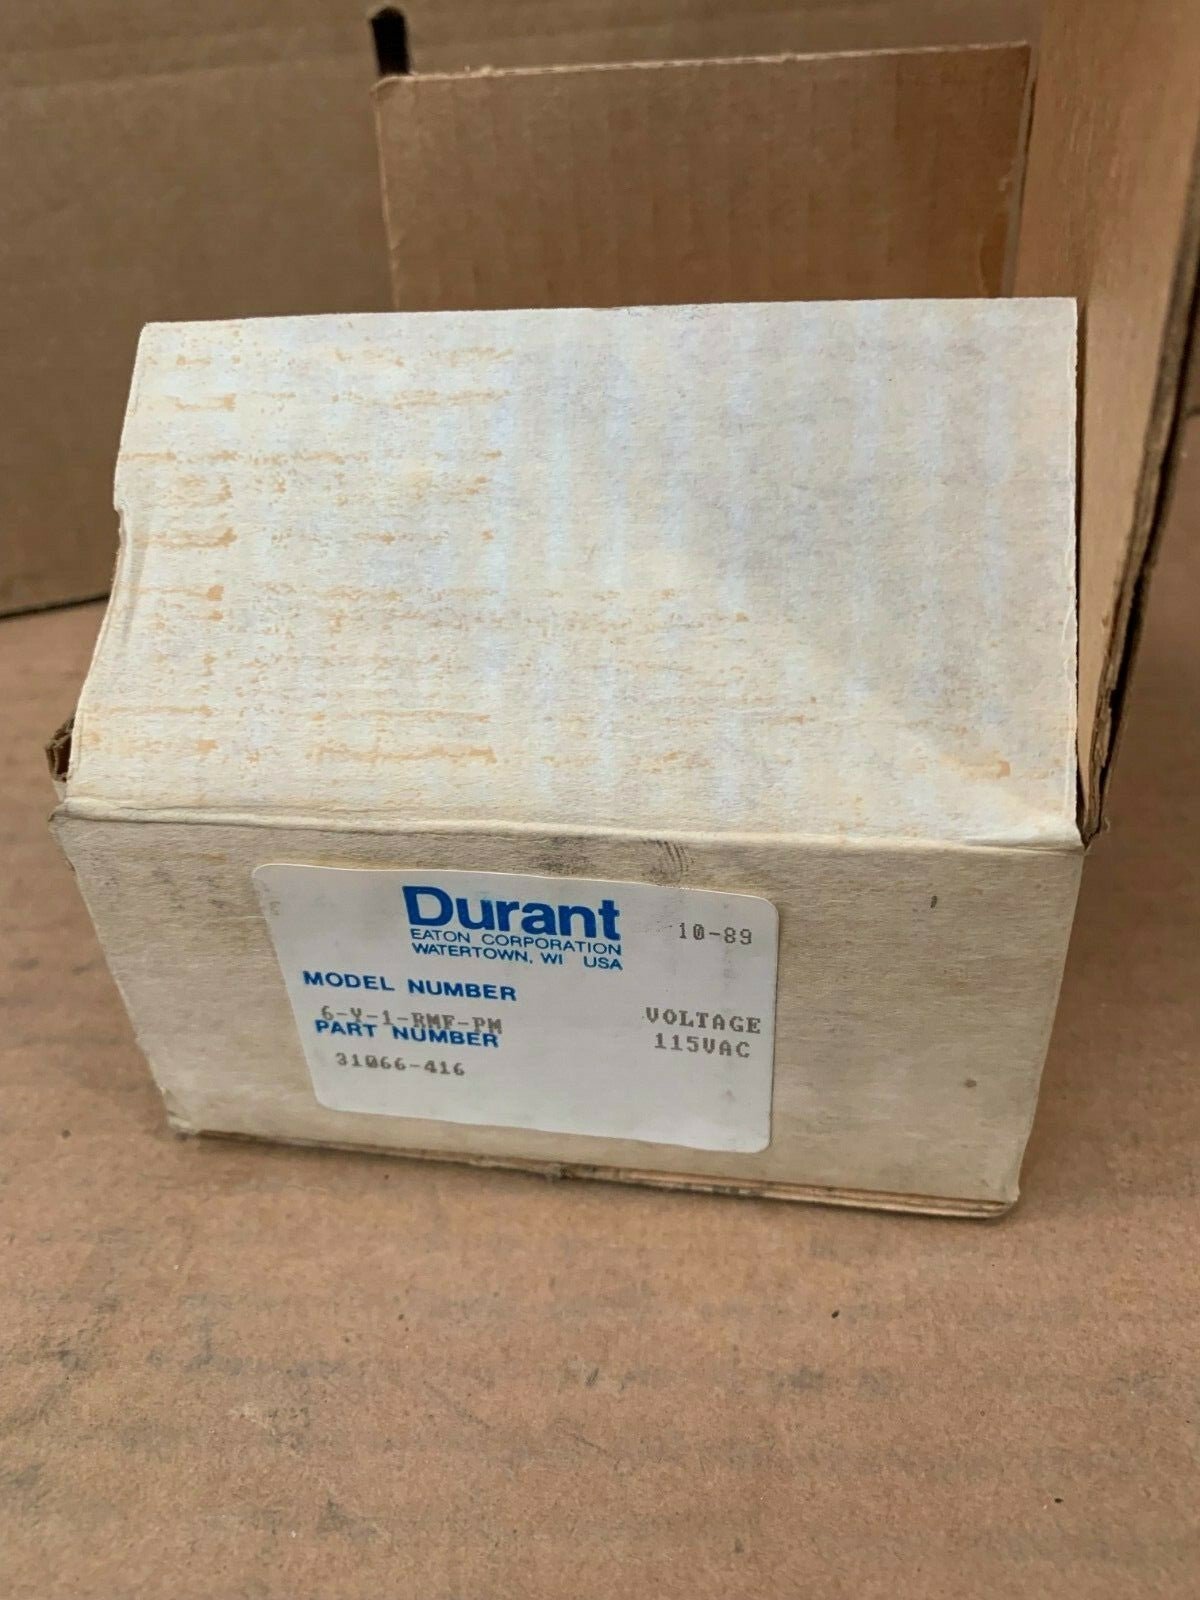 Durant
10-89
EATON CORPORATION
WATERTOWN, WI USA
MODEL NUMBER
6-Y-1-RMF-PM
VOLTAGE
PART NUMBER
115VAC
31066-416